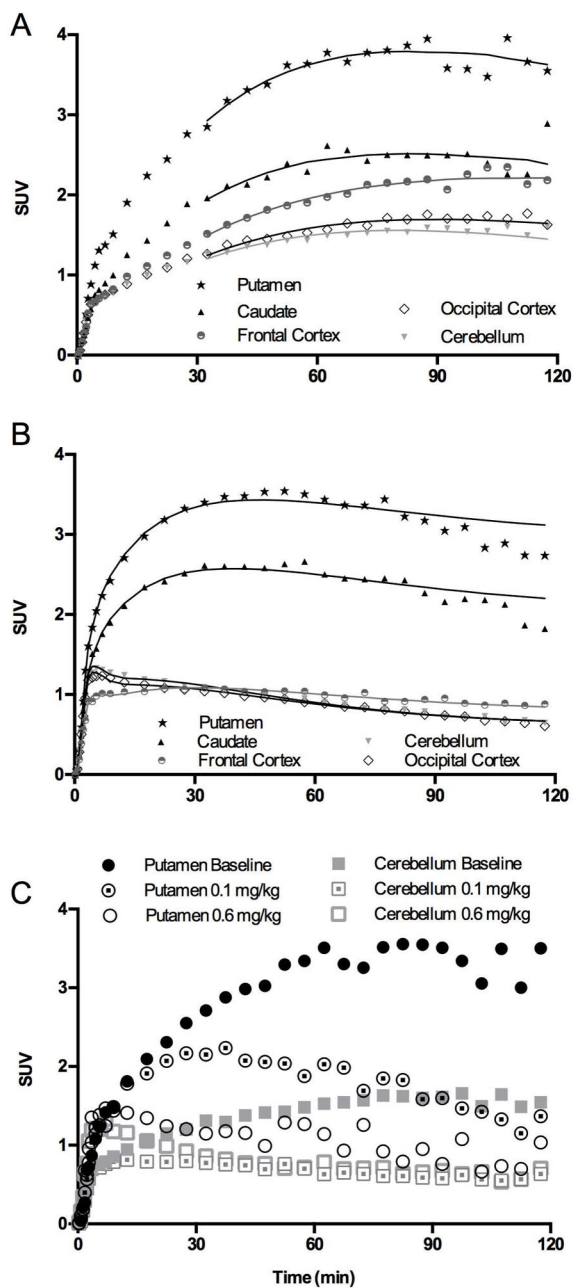 A
4
3
SUV
2
1
0
Putamen
Caudate
Occipital Cortex
Frontal Cortex
Cerebellum
0 30 60 90 120
B
4
3
SUV
2
1
0
Putamen
Caudate
Cerebellum
Frontal Cortex
Occipital Cortex
0 30 60 90 120
C
Putamen Baseline
Cerebellum Baseline
Putamen 0.1 mg/kg
Cerebellum 0.1 mg/kg
Putamen 0.6 mg/kg
Cerebellum 0.6 mg/kg
4
3
SUV
2
1
0
0 30 60 90 120
Time (min)